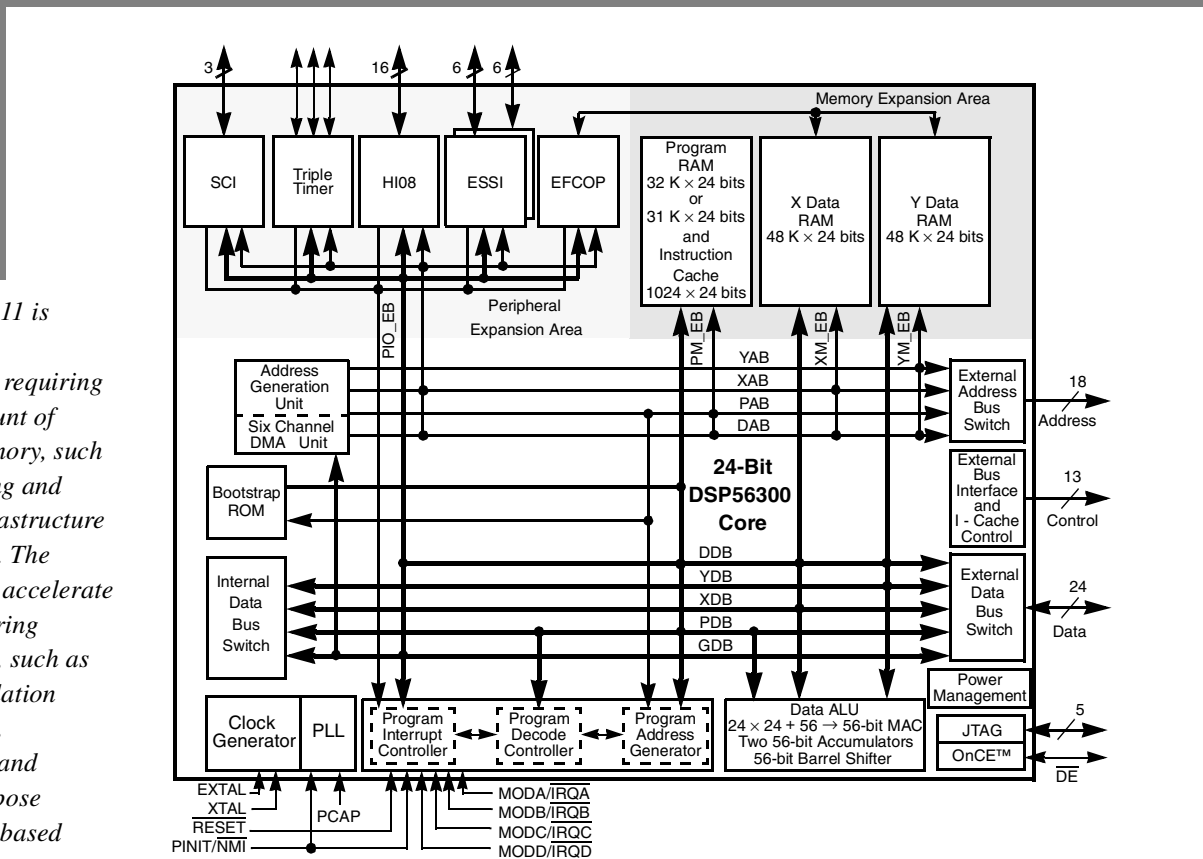 11 is
requiring
unt of
nory, such
ng and
rastructure
. The
accelerate
ring
, such as
lation
and
pose
based
3
16
6
6
Memory Expansion Area
SCI
Triple
Timer
HI08
ESSI
EFCOP
Program
RAM
32 K × 24 bits
or
31 K × 24 bits
and
Instruction
Cache
1024 × 24 bits
X Data
RAM
48 K × 24 bits
Y Data
RAM
48 K × 24 bits
Peripheral
Expansion Area
PIO_EB
PM_EB
XM_EB
YM_EB
Address
Generation
Unit
Six Channel
DMA Unit
YAB
XAB
PAB
DAB
External
Address
Bus
Switch
18
Address
Bootstrap
ROM
24-Bit
DSP56300
Core
External
Bus
Interface
and
I - Cache
Control
13
Control
Internal
Data
Bus
Switch
DDB
YDB
XDB
PDB
GDB
External
Data
Bus
Switch
24
Data
Power
Management
Clock
Generator
PLL
Program
Interrupt
Controller
Program
Decode
Controller
Program
Address
Generator
Data ALU
24 × 24 + 56 → 56-bit MAC
Two 56-bit Accumulators
56-bit Barrel Shifter
JTAG
OnCE™
5
DE
EXTAL
XTAL
RESET
PINIT/NMI
PCAP
MODA/IRQA
MODB/IRQB
MODC/IRQC
MODD/IRQD